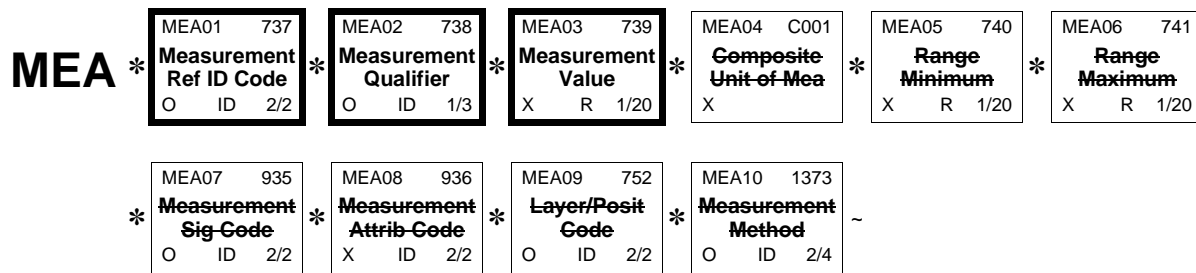 MEA * MEA01 737 Measurement Ref ID Code O ID 2/2 * MEA02 738 Measurement Qualifier O ID 1/3 * MEA03 739 Measurement Value X R 1/20 * MEA04 C001 Composite Unit of Mea X * MEA05 740 Range Minimum X R 1/20 * MEA06 741 Range Maximum X R 1/20
* MEA07 935 Measurement Sig Code O ID 2/2 * MEA08 936 Measurement Attrib Code X ID 2/2 * MEA09 752 Layer/Posit Code O ID 2/2 * MEA10 1373 Measurement Method O ID 2/4 ~